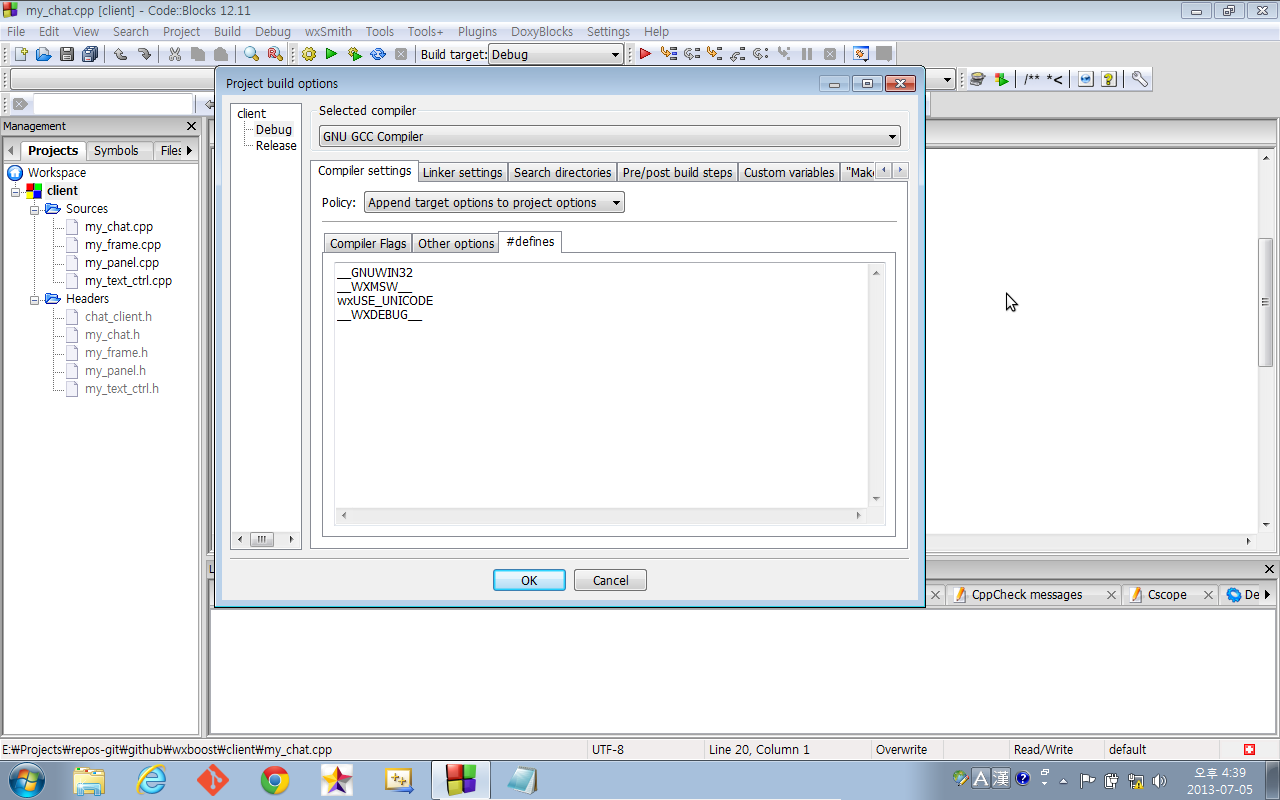 my_chat.cpp [client] - Code::Blocks 12.11
File Edit View Search Project Build Debug wxSmith Tools Tools+ Plugins DoxyBlocks Settings Help
Build target: Debug
/** *<
Project build options
client
Debug
Release
Selected compiler
GNU GCC Compiler
Compiler settings Linker settings Search directories Pre/post build steps Custom variables "Make
Policy: Append target options to project options
Compiler Flags Other options #defines
__GNUWIN32
__WXMSW__
wxUSE_UNICODE
__WXDEBUG__
OK Cancel
Management
Projects Symbols Files
Workspace
client
Sources
my_chat.cpp
my_frame.cpp
my_panel.cpp
my_text_ctrl.cpp
Headers
chat_client.h
my_chat.h
my_frame.h
my_panel.h
my_text_ctrl.h
CppCheck messages Cscope De
E:₩Projects₩repos-git₩github₩wxboost₩client₩my_chat.cpp UTF-8 Line 20, Column 1 Overwrite Read/Write default
A 漢
오후 4:39
2013-07-05